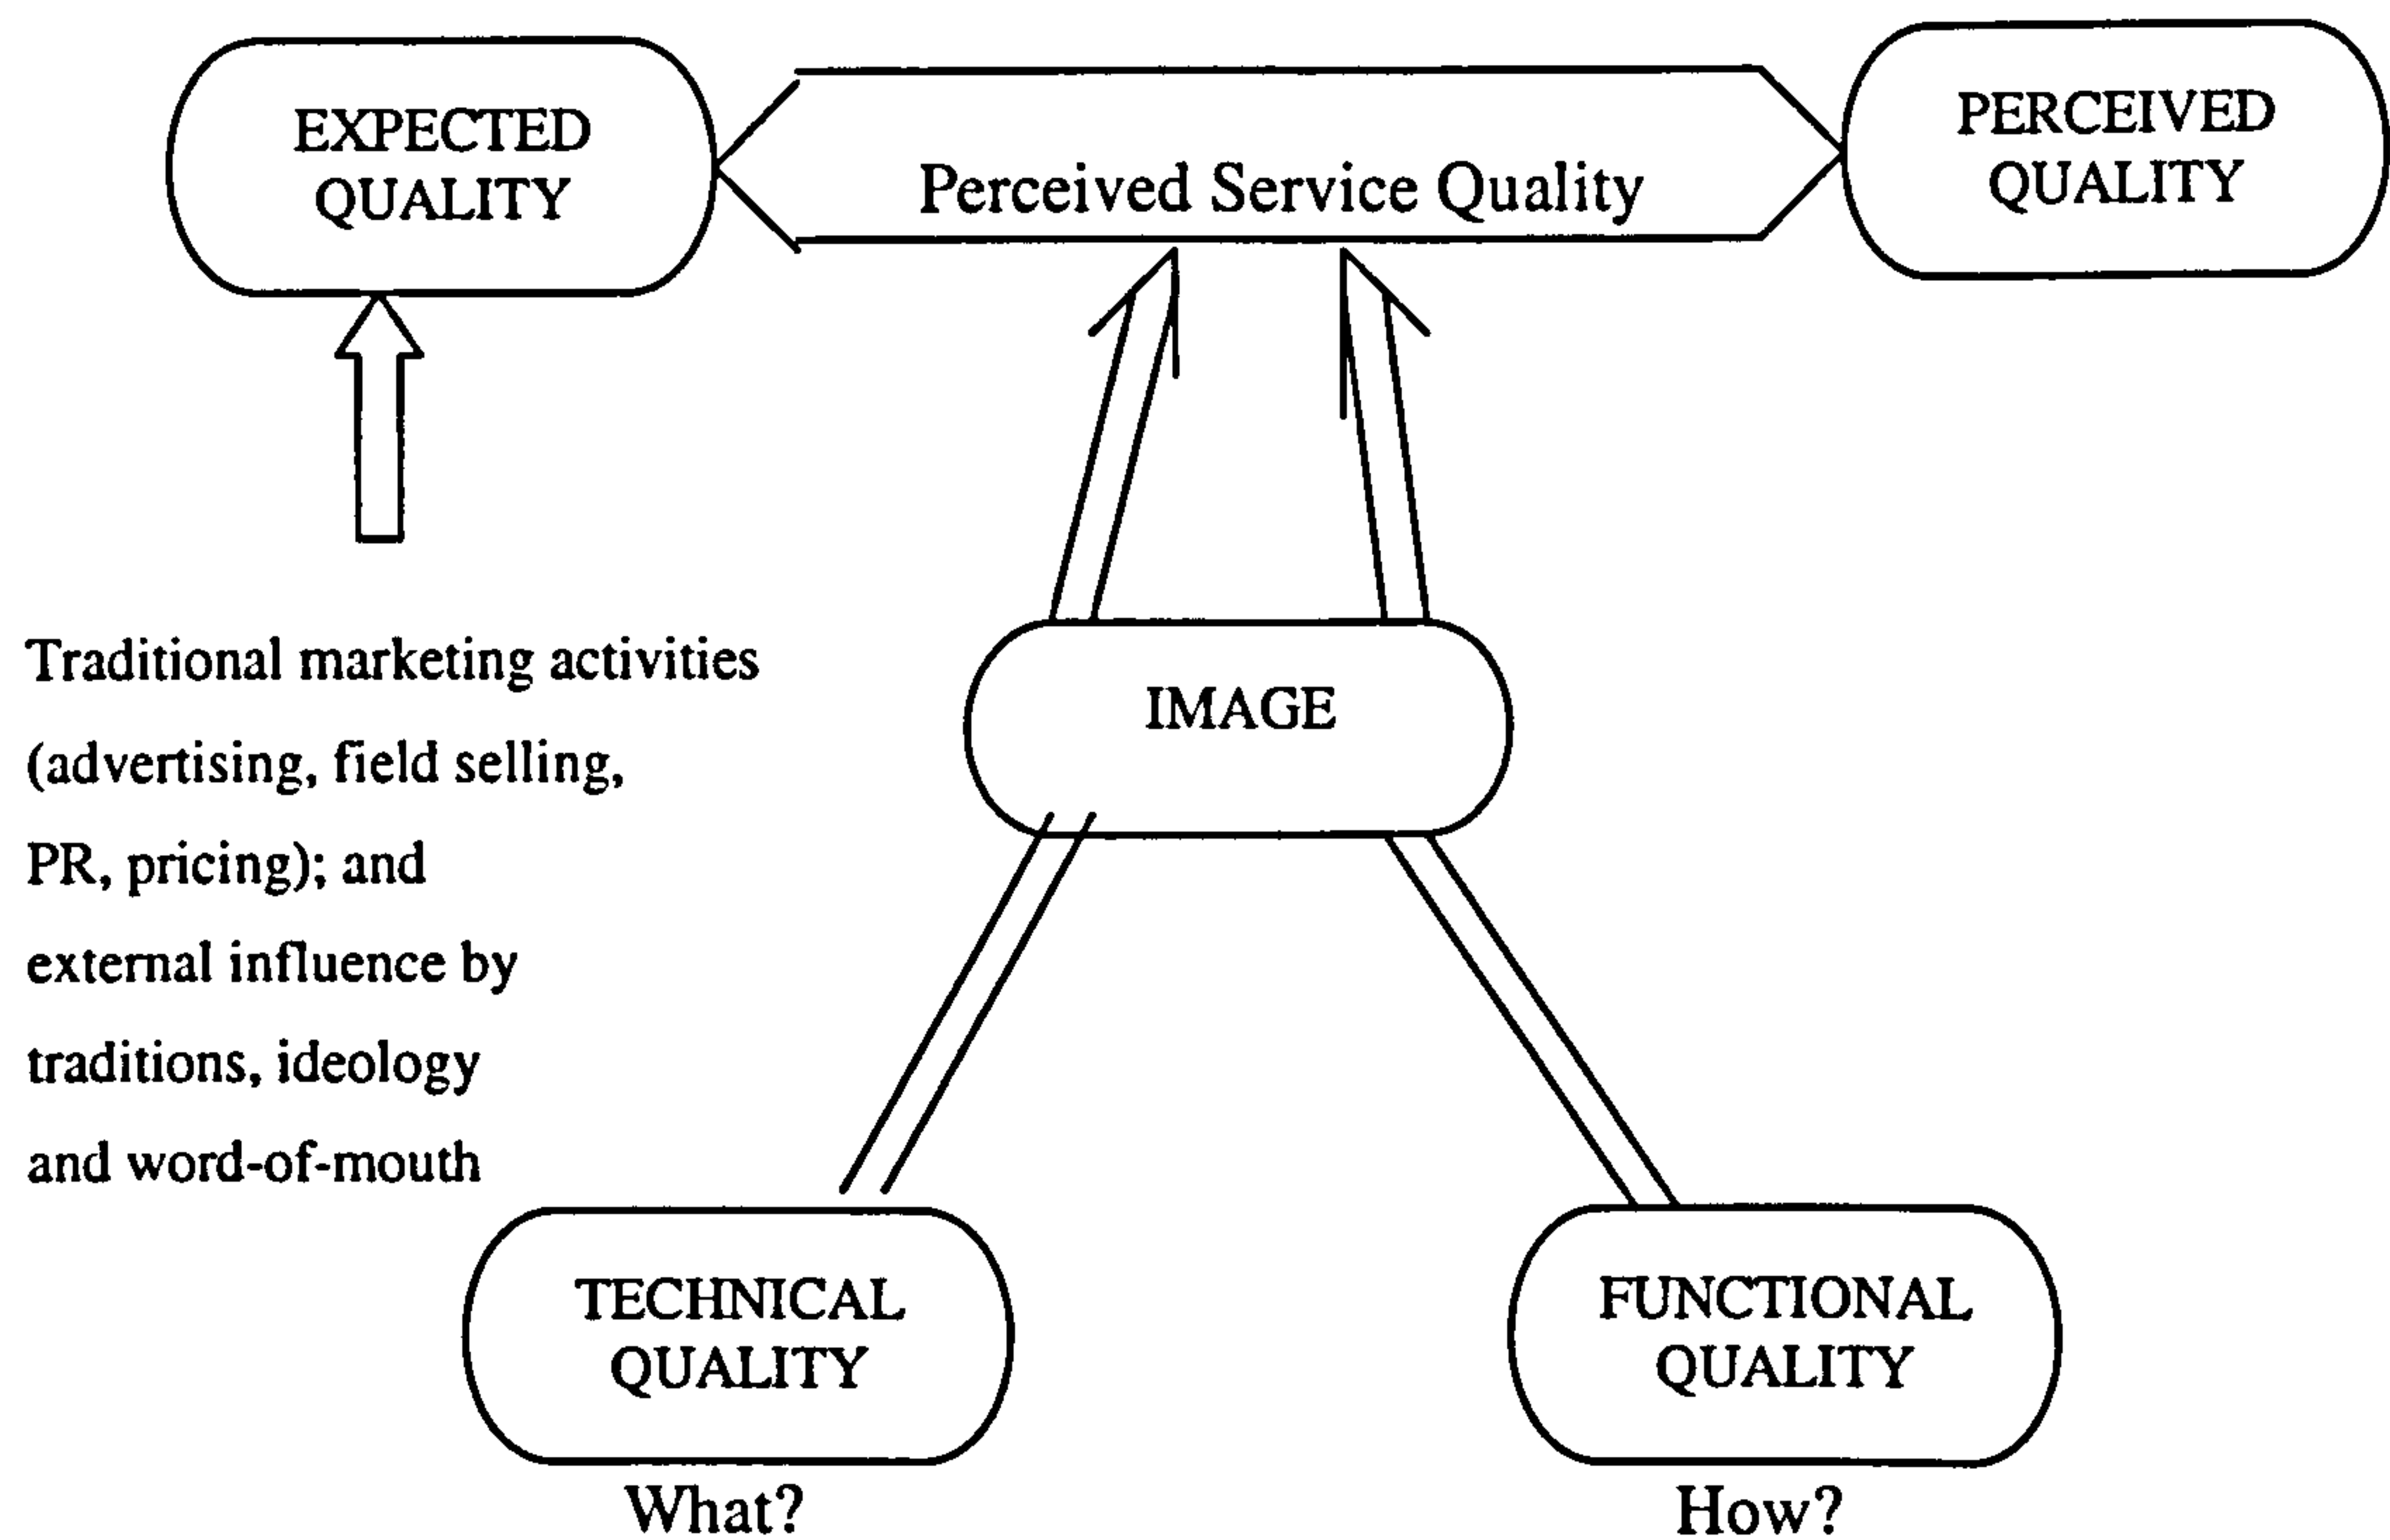 EXPECTED
QUALITY
Perceived Service Quality
PERCEIVED
QUALITY
Traditional marketing activities
(advertising, field selling,
PR, pricing); and
external influence by
traditions, ideology
and word-of-mouth
IMAGE
TECHNICAL
QUALITY
What?
FUNCTIONAL
QUALITY
How?